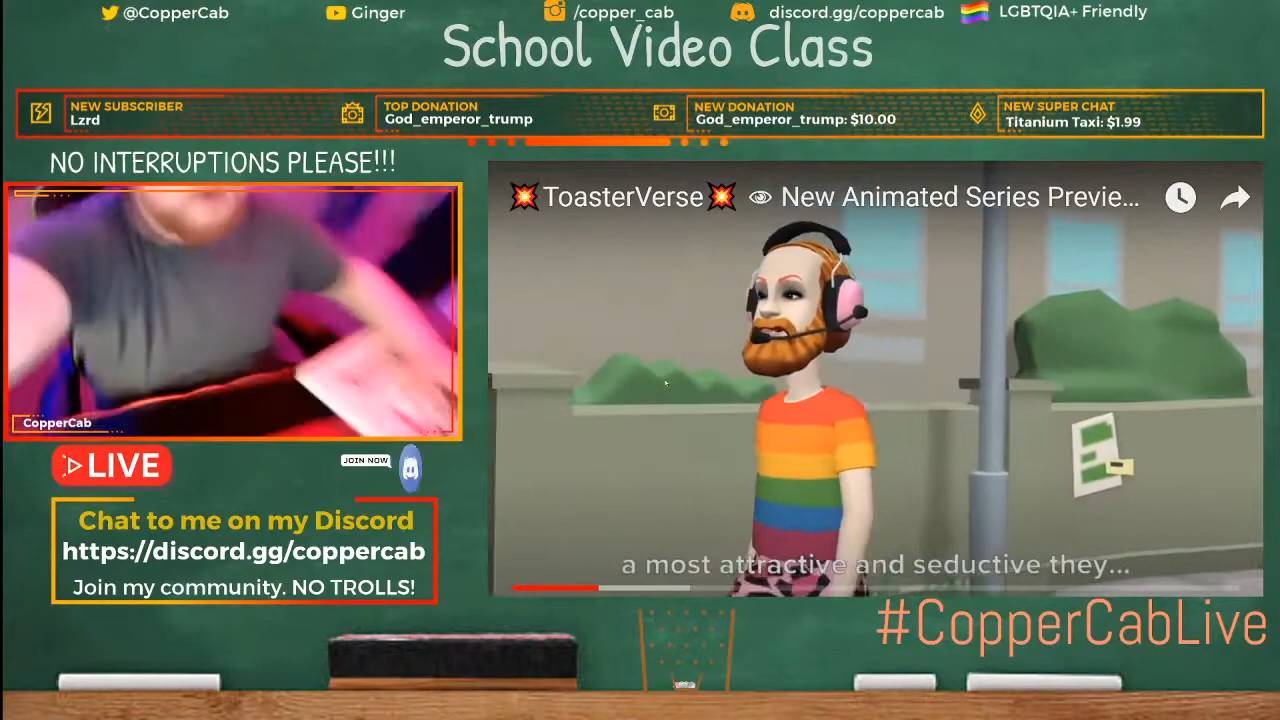 @CopperCab
Ginger
/copper_cab
discord.gg/coppercab
LGBTQIA+ Friendly
School Video Class
NEW SUBSCRIBER
Lzrd
TOP DONATION
God_emperor_trump
NEW DONATION
God_emperor_trump: $10.00
NEW SUPER CHAT
Titanium Taxi: $1.99
NO INTERRUPTIONS PLEASE!!!
CopperCab
LIVE
JOIN NOW
Chat to me on my Discord
https://discord.gg/coppercab
Join my community. NO TROLLS!
💥ToasterVerse💥 👁 New Animated Series Previe...
a most attractive and seductive they...
#CopperCabLive